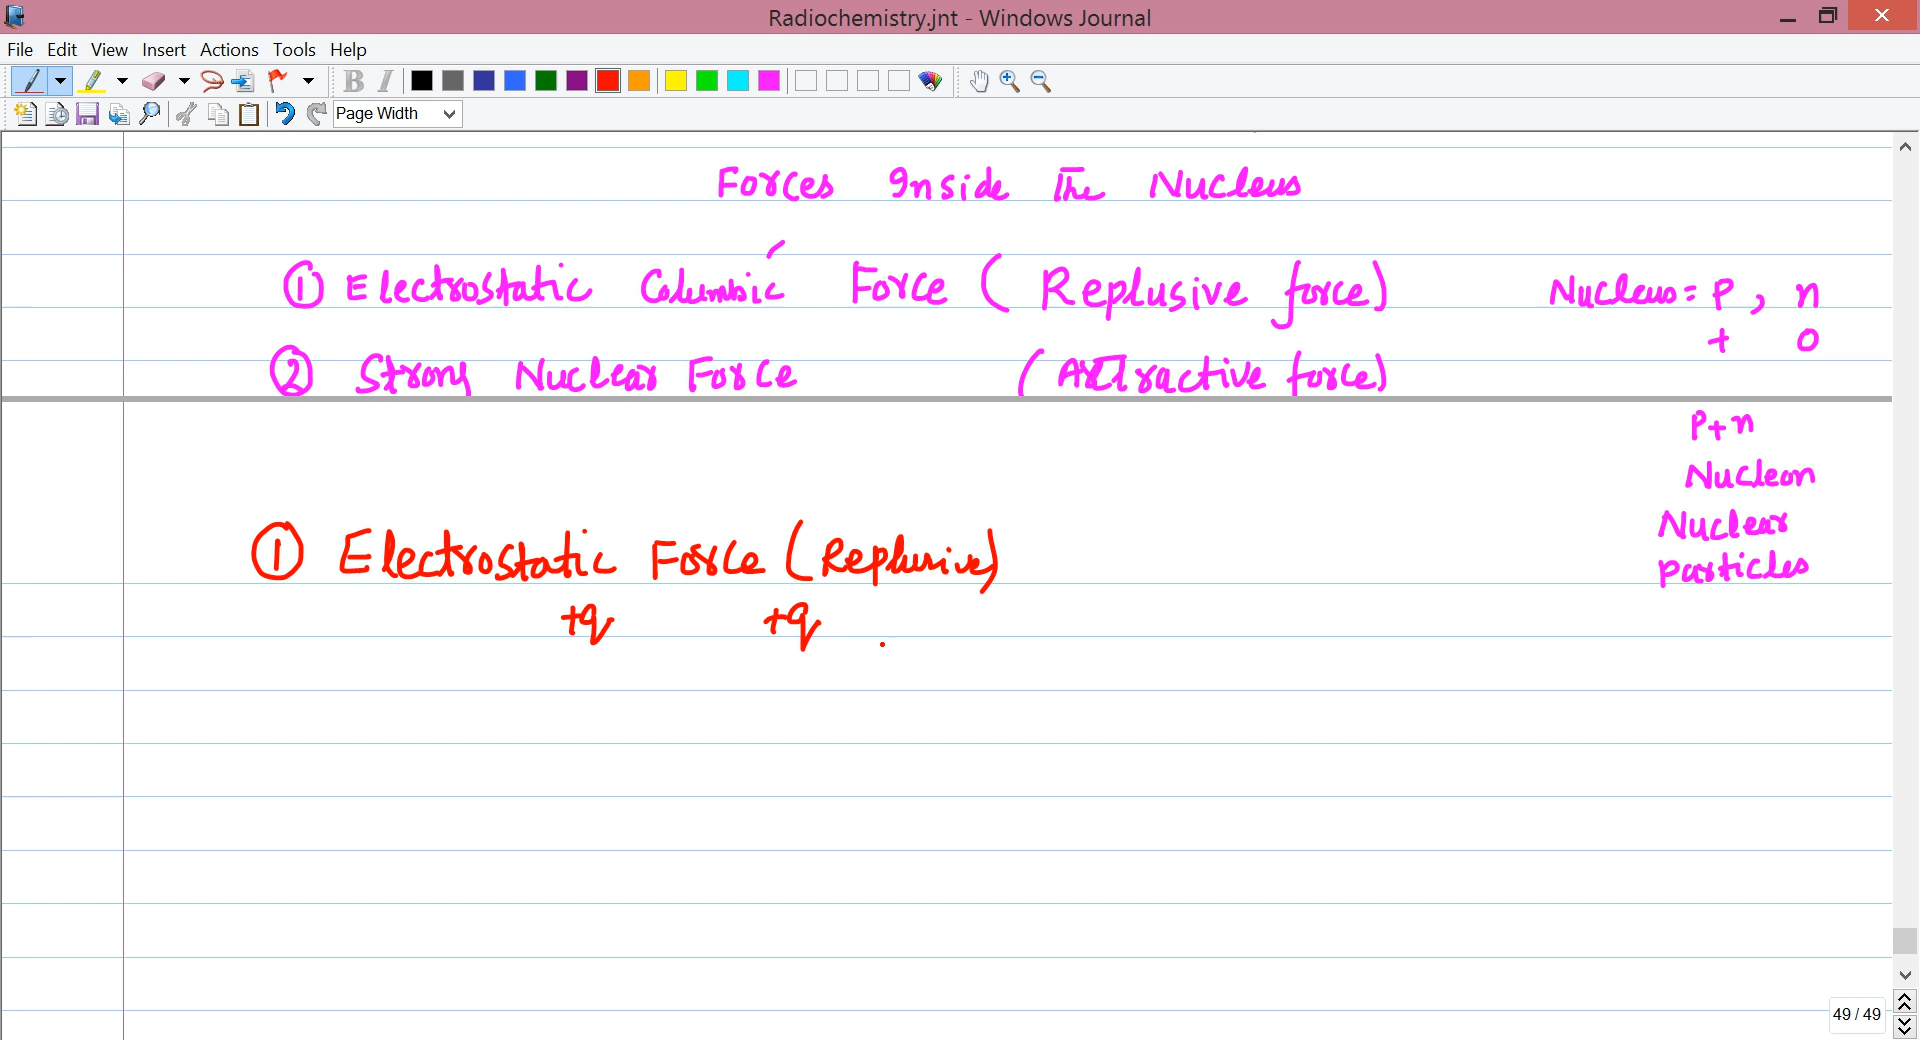 Radiochemistry.jnt - Windows Journal
File Edit View Insert Actions Tools Help
B I
Page Width
Forces Inside The Nucleus
① Electrostatic Columbic Force ( Replusive force)
Nucleus = P , n
+ 0
② Strong Nuclear Force (Attractive force)
P+n
Nucleon
Nuclear
Particles
① Electrostatic Force (Replusive)
+q +q
49 / 49